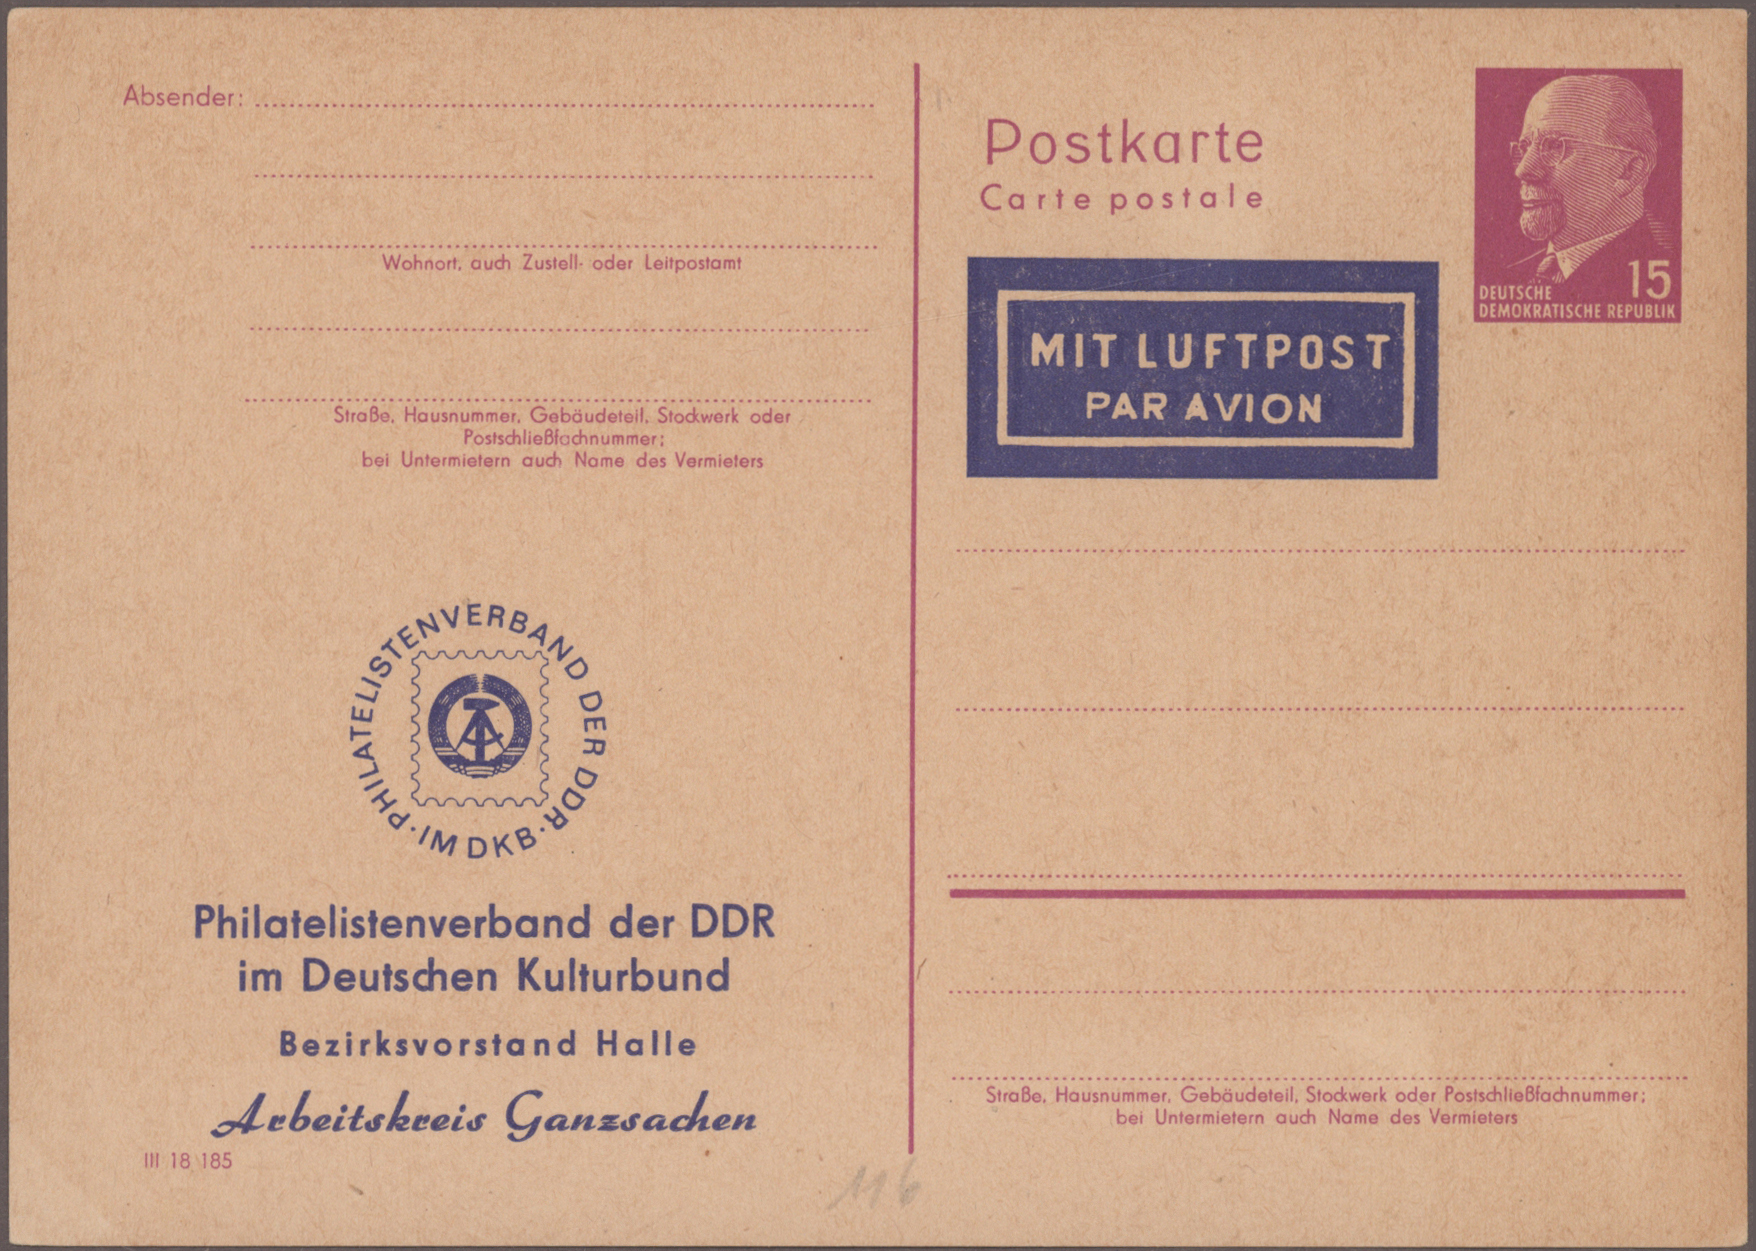 Absender:
Wohnort, auch Zustell- oder Leitpostamt
Straße, Hausnummer, Gebäudeteil, Stockwerk oder
Postschließfachnummer;
bei Untermietern auch Name des Vermieters
PHILATELISTENVERBAND DER DDR
· IM DKB ·
Philatelistenverband der DDR
im Deutschen Kulturbund
Bezirksvorstand Halle
Arbeitskreis Ganzsachen
III 18 185
116
Postkarte
Carte postale
15
DEUTSCHE
DEMOKRATISCHE REPUBLIK
MIT LUFTPOST
PAR AVION
Straße, Hausnummer, Gebäudeteil, Stockwerk oder Postschließfachnummer;
bei Untermietern auch Name des Vermieters